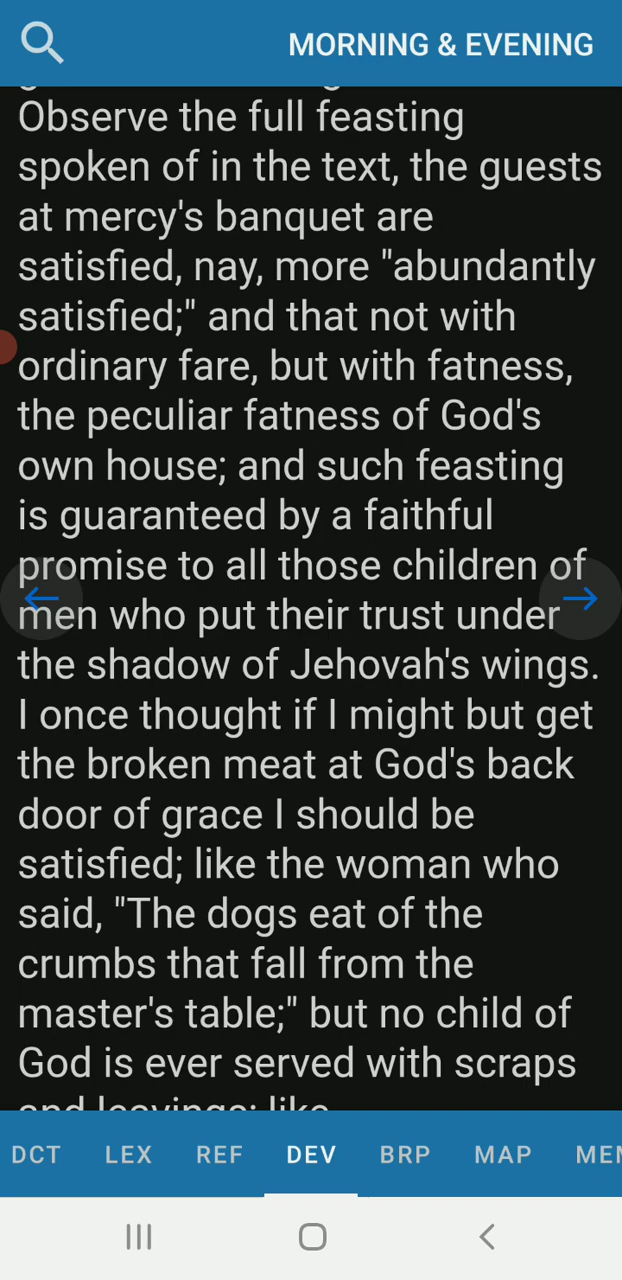 MORNING & EVENING
Observe the full feasting
spoken of in the text, the guests
at mercy's banquet are
satisfied, nay, more "abundantly
satisfied;" and that not with
ordinary fare, but with fatness,
the peculiar fatness of God's
own house; and such feasting
is guaranteed by a faithful
promise to all those children of
men who put their trust under
the shadow of Jehovah's wings.
I once thought if I might but get
the broken meat at God's back
door of grace I should be
satisfied; like the woman who
said, "The dogs eat of the
crumbs that fall from the
master's table;" but no child of
God is ever served with scraps
and leavings; like
DCT LEX REF DEV BRP MAP MEM